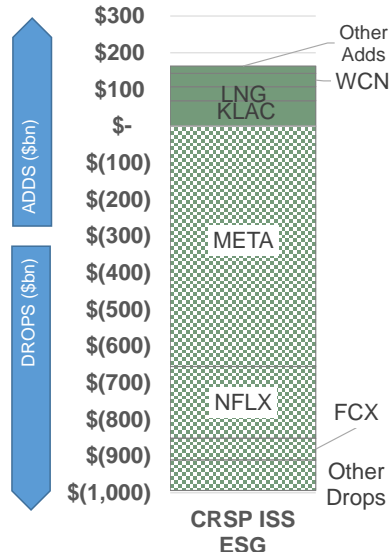 $300
$200
$100
$-
$(100)
$(200)
$(300)
$(400)
$(500)
$(600)
$(700)
$(800)
$(900)
$(1,000)
ADDS ($bn)
DROPS ($bn)
Other
Adds
WCN
LNG
KLAC
META
NFLX
FCX
Other
Drops
CRSP ISS
ESG